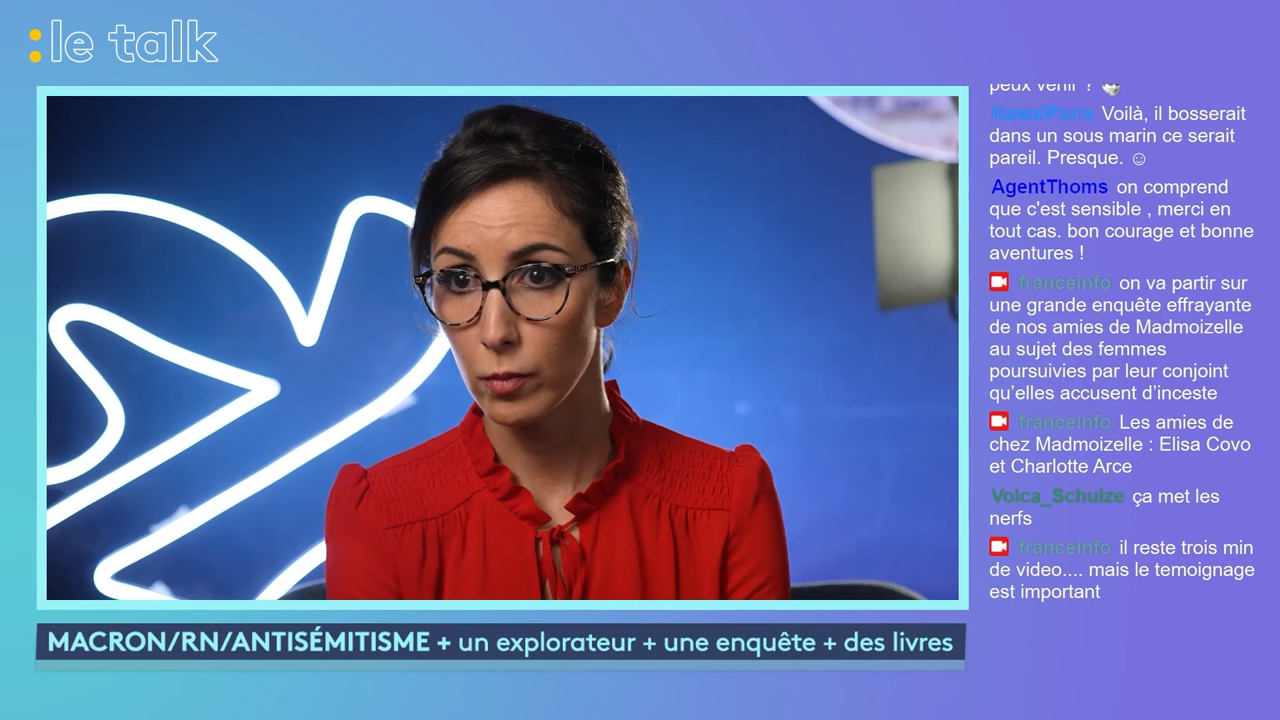 :le talk
peux venir ?
NawaiParis Voilà, il bosserait
dans un sous marin ce serait
pareil. Presque. ☺
AgentThoms on comprend
que c'est sensible , merci en
tout cas. bon courage et bonne
aventures !
franceinfo on va partir sur
une grande enquête effrayante
de nos amies de Madmoizelle
au sujet des femmes
poursuivies par leur conjoint
qu’elles accusent d’inceste
franceinfo Les amies de
chez Madmoizelle : Elisa Covo
et Charlotte Arce
Volca_Schulze ça met les
nerfs
franceinfo il reste trois min
de video.... mais le temoignage
est important
MACRON/RN/ANTISÉMITISME + un explorateur + une enquête + des livres